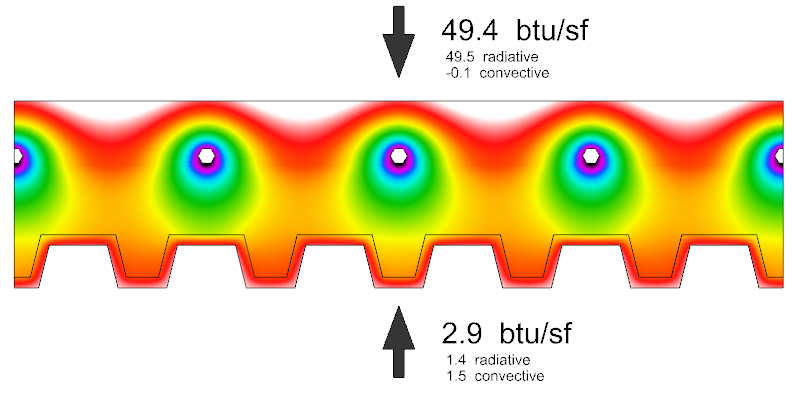 49.4 btu/sf
49.5 radiative
-0.1 convective
2.9 btu/sf
1.4 radiative
1.5 convective